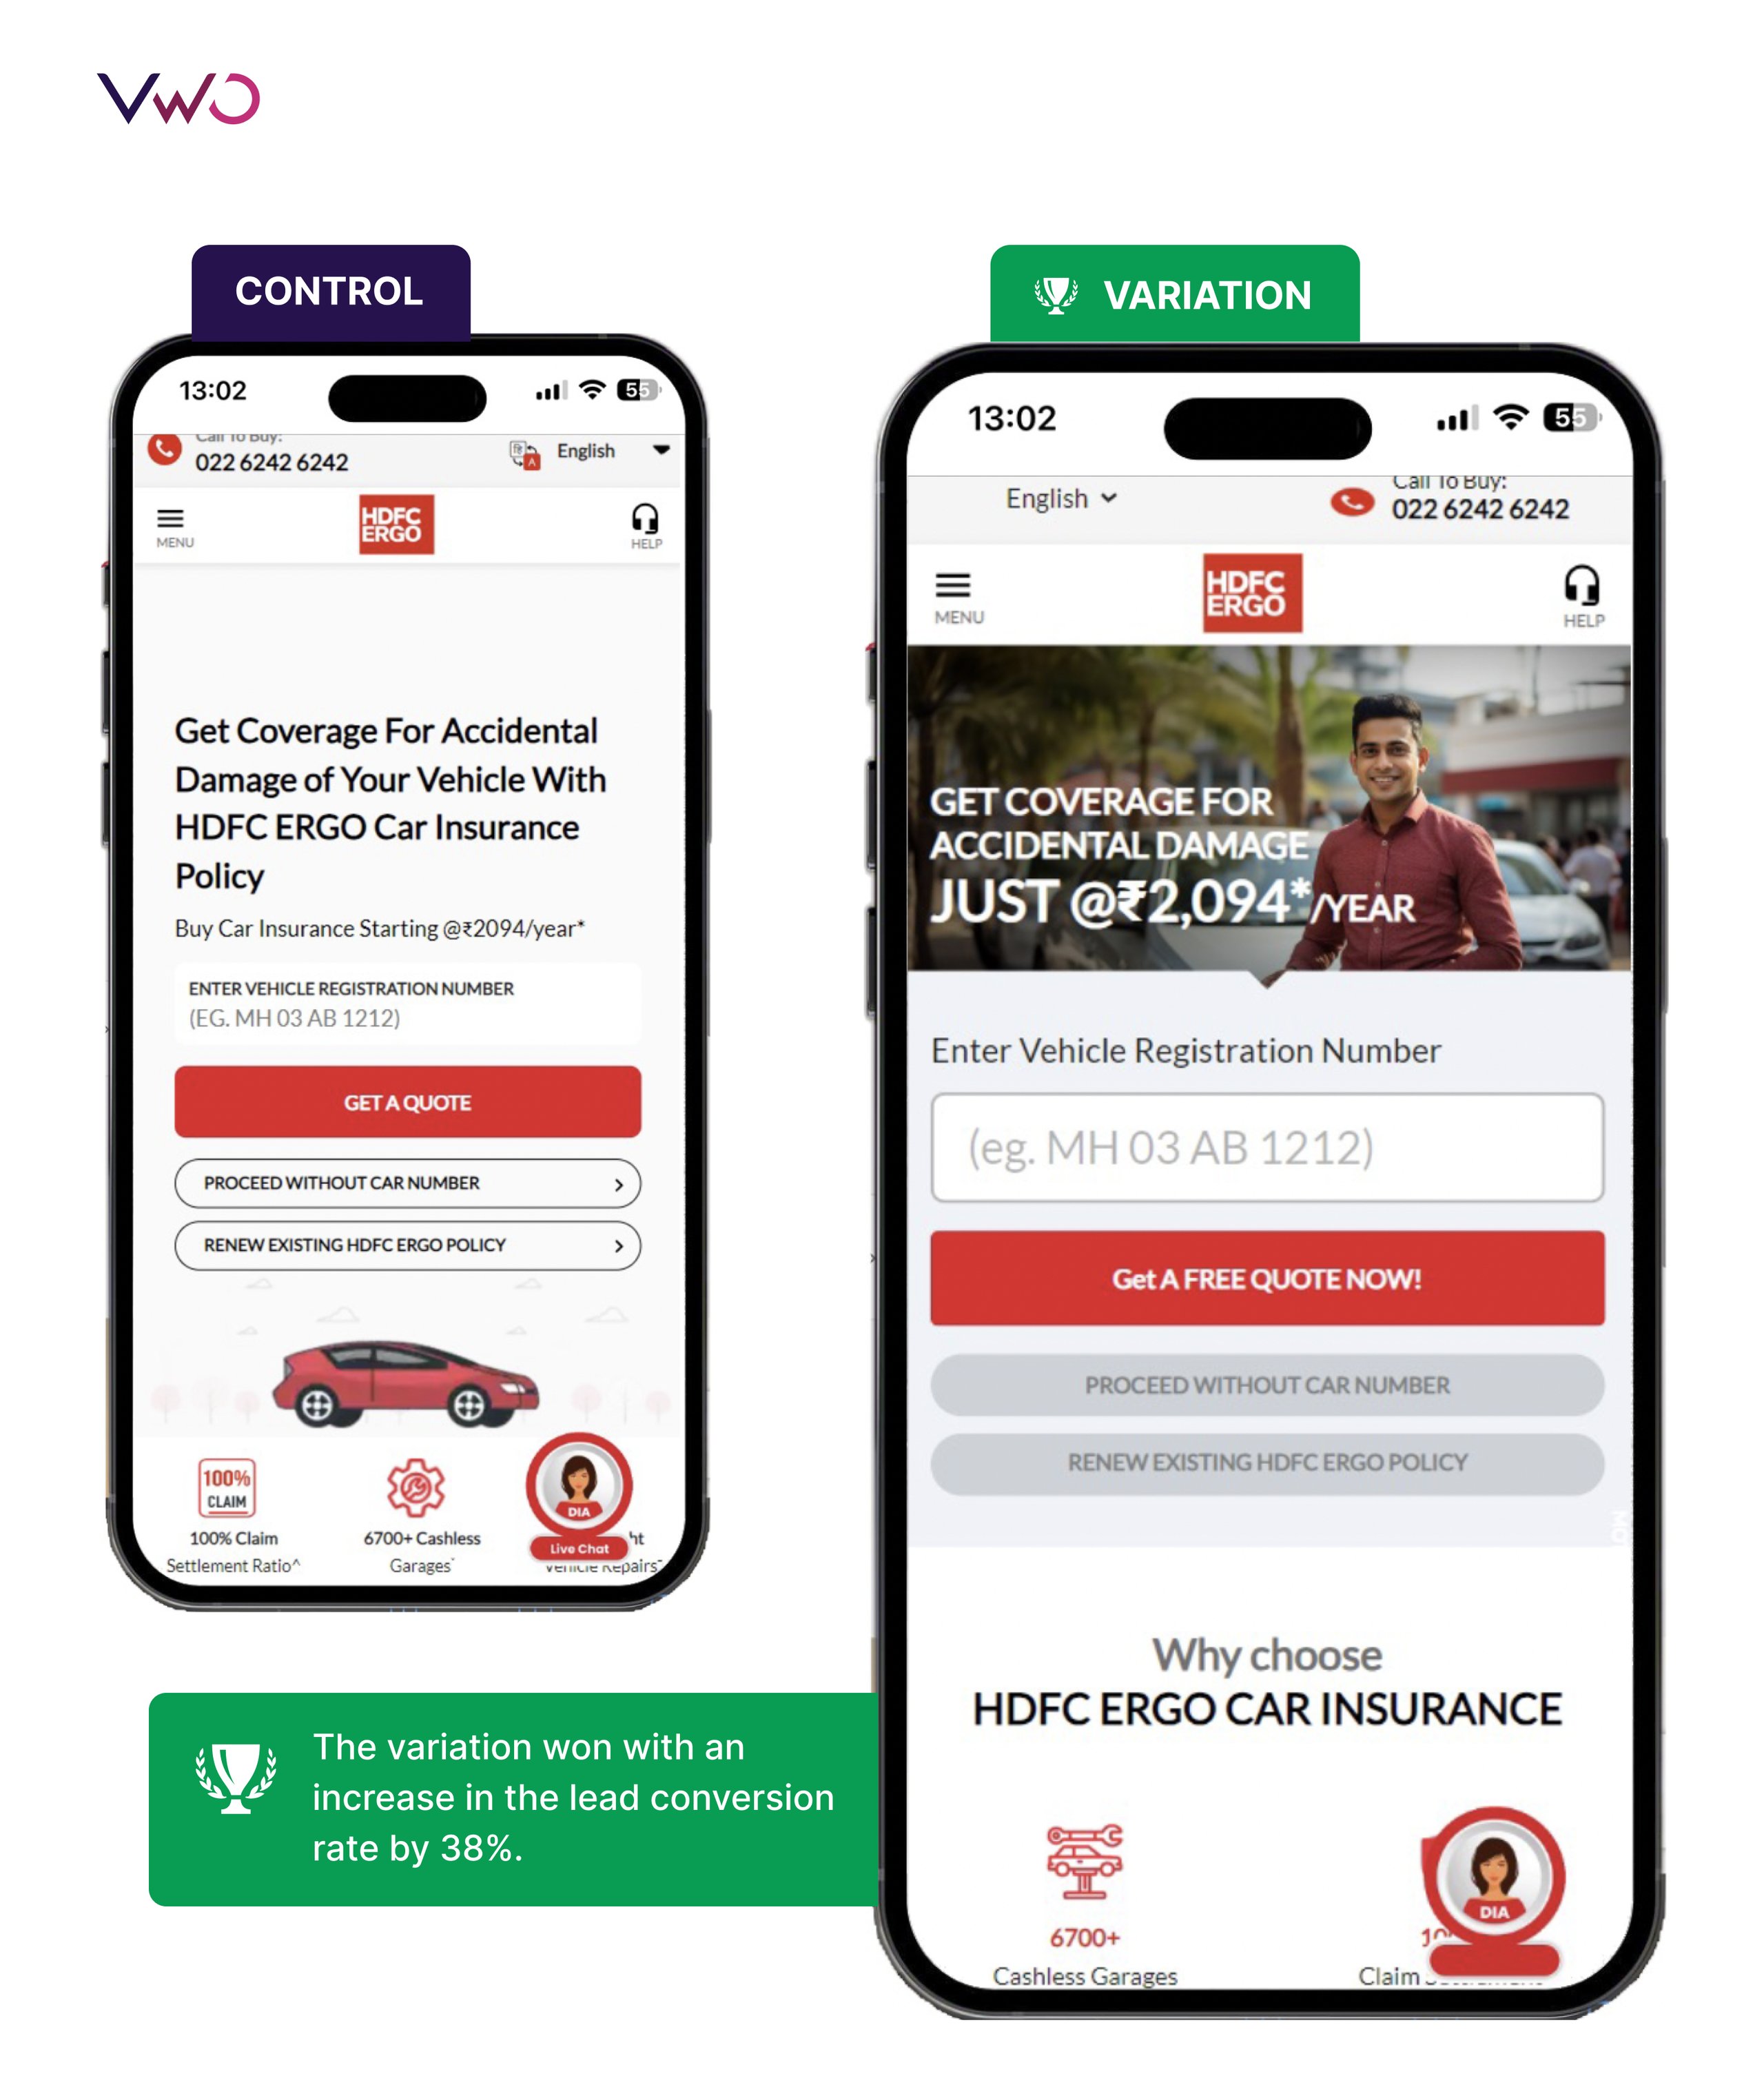 VWO
CONTROL
13:02
55
Call To Buy:
022 6242 6242
English
MENU
HDFC
ERGO
HELP
Get Coverage For Accidental
Damage of Your Vehicle With
HDFC ERGO Car Insurance
Policy
Buy Car Insurance Starting @₹2094/year*
ENTER VEHICLE REGISTRATION NUMBER
(EG. MH 03 AB 1212)
GET A QUOTE
PROCEED WITHOUT CAR NUMBER
RENEW EXISTING HDFC ERGO POLICY
100%
CLAIM
100% Claim
Settlement Ratio^
6700+ Cashless
Garages˘
DIA
Live Chat
ht
Vehicle Repairs
The variation won with an
increase in the lead conversion
rate by 38%.
VARIATION
13:02
55
English
Call To Buy:
022 6242 6242
MENU
HDFC
ERGO
HELP
GET COVERAGE FOR
ACCIDENTAL DAMAGE
JUST @₹2,094*/YEAR
Enter Vehicle Registration Number
(eg. MH 03 AB 1212)
Get A FREE QUOTE NOW!
PROCEED WITHOUT CAR NUMBER
RENEW EXISTING HDFC ERGO POLICY
Why choose
HDFC ERGO CAR INSURANCE
6700+
Cashless Garages
DIA
Claim